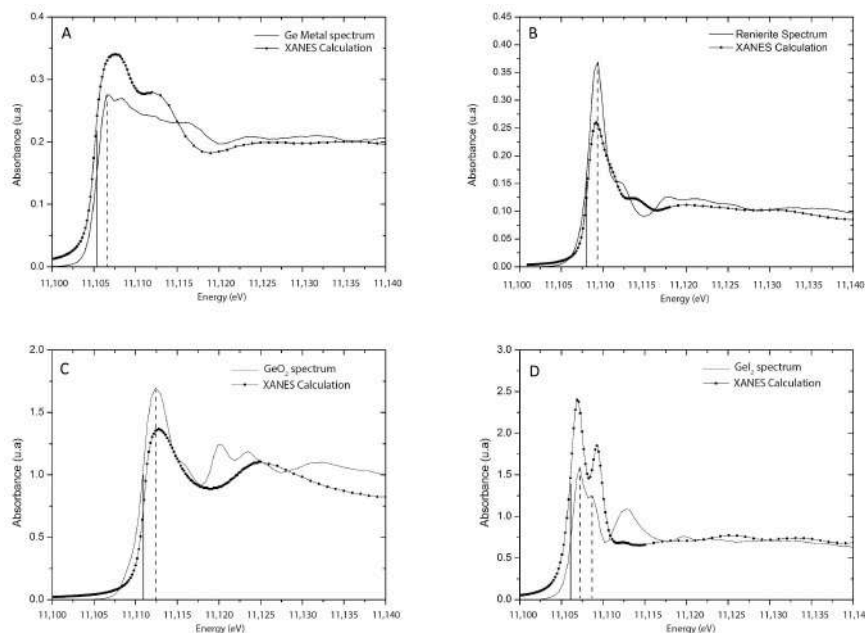 A
Ge Metal spectrum
XANES Calculation
Absorbance (u.a)
0.4
0.3
0.2
0.1
0.0
11,100 11,105 11,110 11,115 11,120 11,125 11,130 11,135 11,140
Energy (eV)
B
Renierite Spectrum
XANES Calculation
Absorbance (u.a)
0.45
0.40
0.35
0.30
0.25
0.20
0.15
0.10
0.05
0.00
11,100 11,105 11,110 11,115 11,120 11,125 11,130 11,135 11,140
Energy (eV)
C
GeO₂ spectrum
XANES Calculation
Absorbance (u.a)
2.0
1.5
1.0
0.5
0.0
11,100 11,105 11,110 11,115 11,120 11,125 11,130 11,135 11,140
Energy (eV)
D
GeI₂ spectrum
XANES Calculation
Absorbance (u.a)
3.0
2.5
2.0
1.5
1.0
0.5
0.0
11,100 11,105 11,110 11,115 11,120 11,125 11,130 11,135 11,140
Energy (eV)